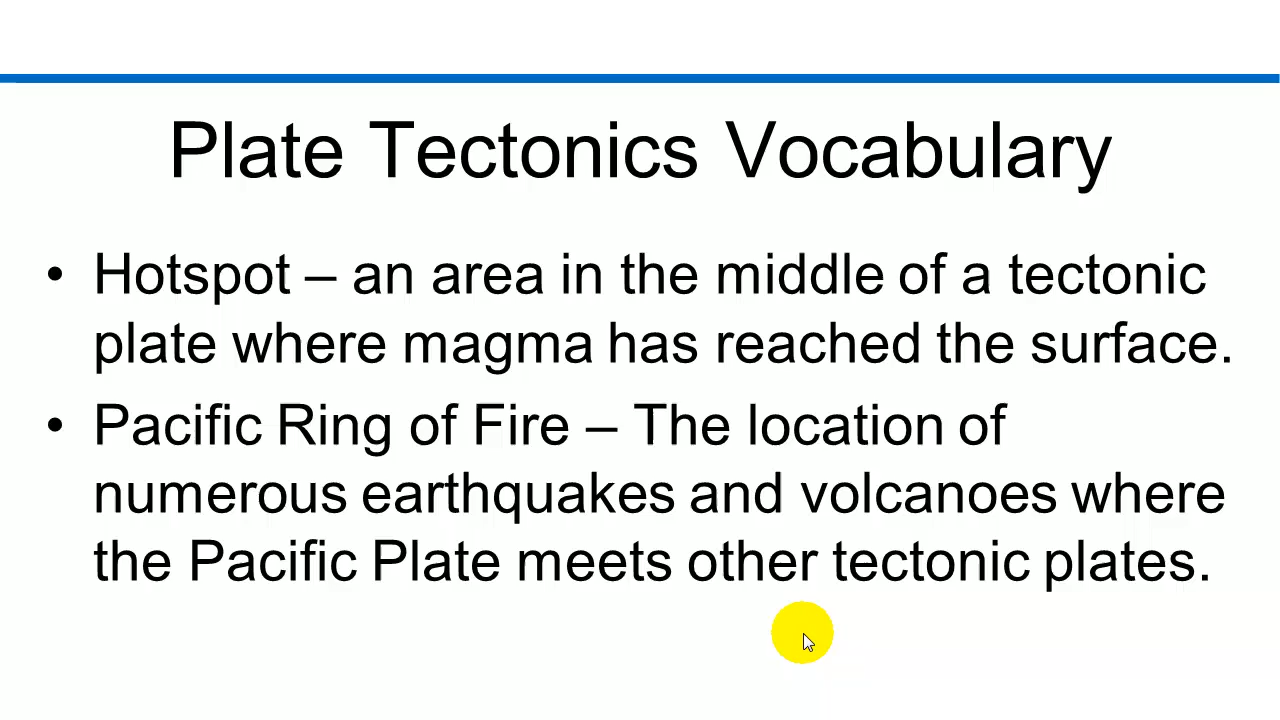 Plate Tectonics Vocabulary
• Hotspot – an area in the middle of a tectonic
plate where magma has reached the surface.
• Pacific Ring of Fire – The location of
numerous earthquakes and volcanoes where
the Pacific Plate meets other tectonic plates.